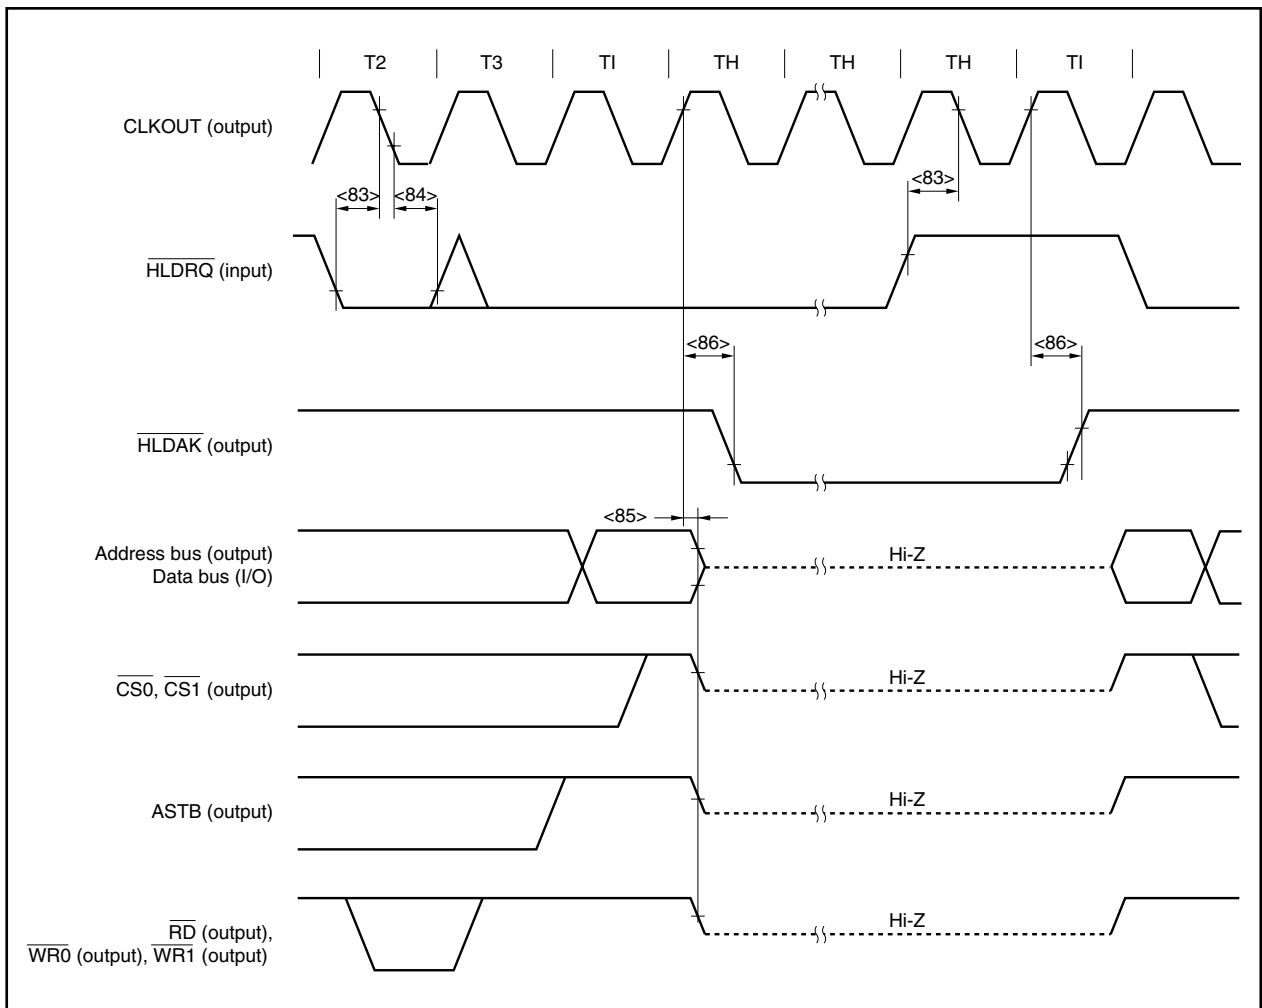 T2 T3 TI TH TH TH TI
CLKOUT (output)
<83> <84> <83>
HLDRQ (input)
<86> <86>
HLDAK (output)
<85>
Address bus (output)
Data bus (I/O)
Hi-Z
CS0, CS1 (output)
Hi-Z
ASTB (output)
Hi-Z
RD (output),
WR0 (output), WR1 (output)
Hi-Z